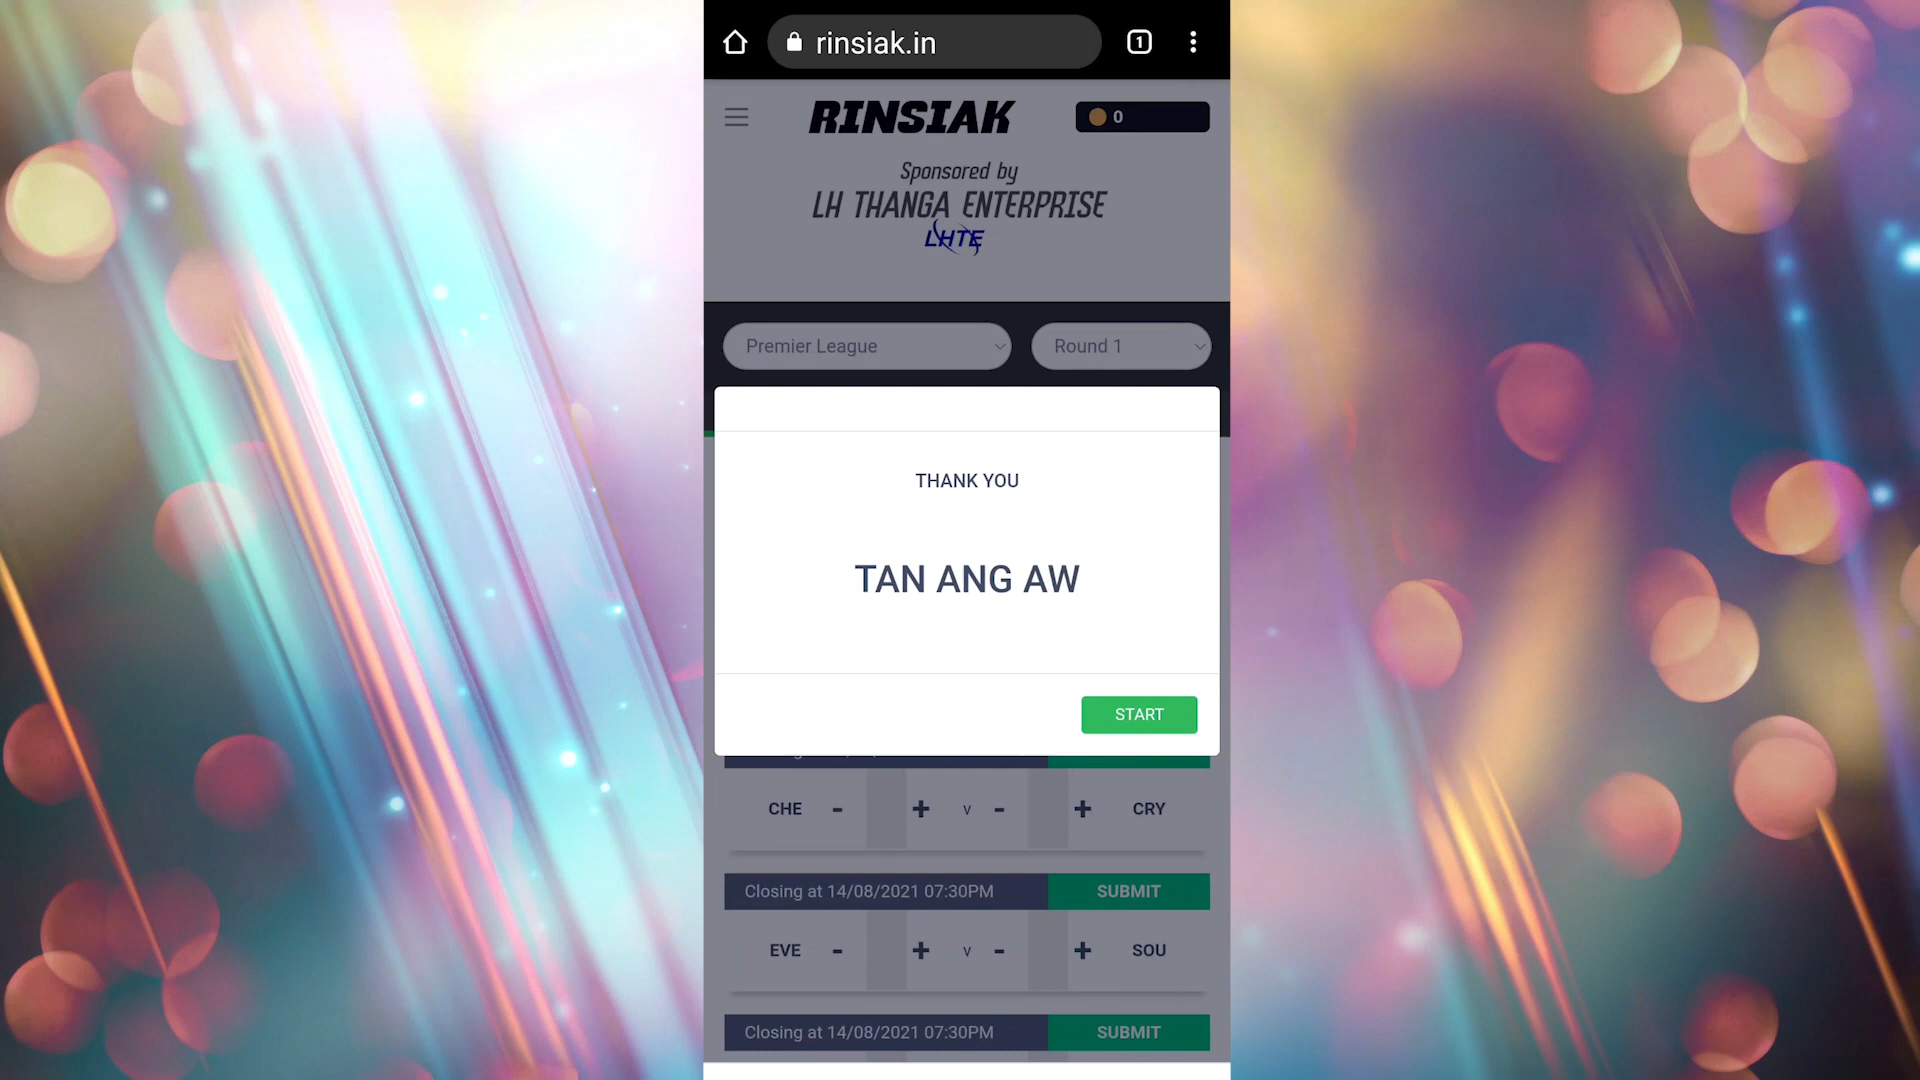 rinsiak.in
1
RINSIAK
0
Sponsored by
LH THANGA ENTERPRISE
LHTE
Premier League
Round 1
THANK YOU
TAN ANG AW
START
CHE - + v - + CRY
Closing at 14/08/2021 07:30PM SUBMIT
EVE - + v - + SOU
Closing at 14/08/2021 07:30PM SUBMIT